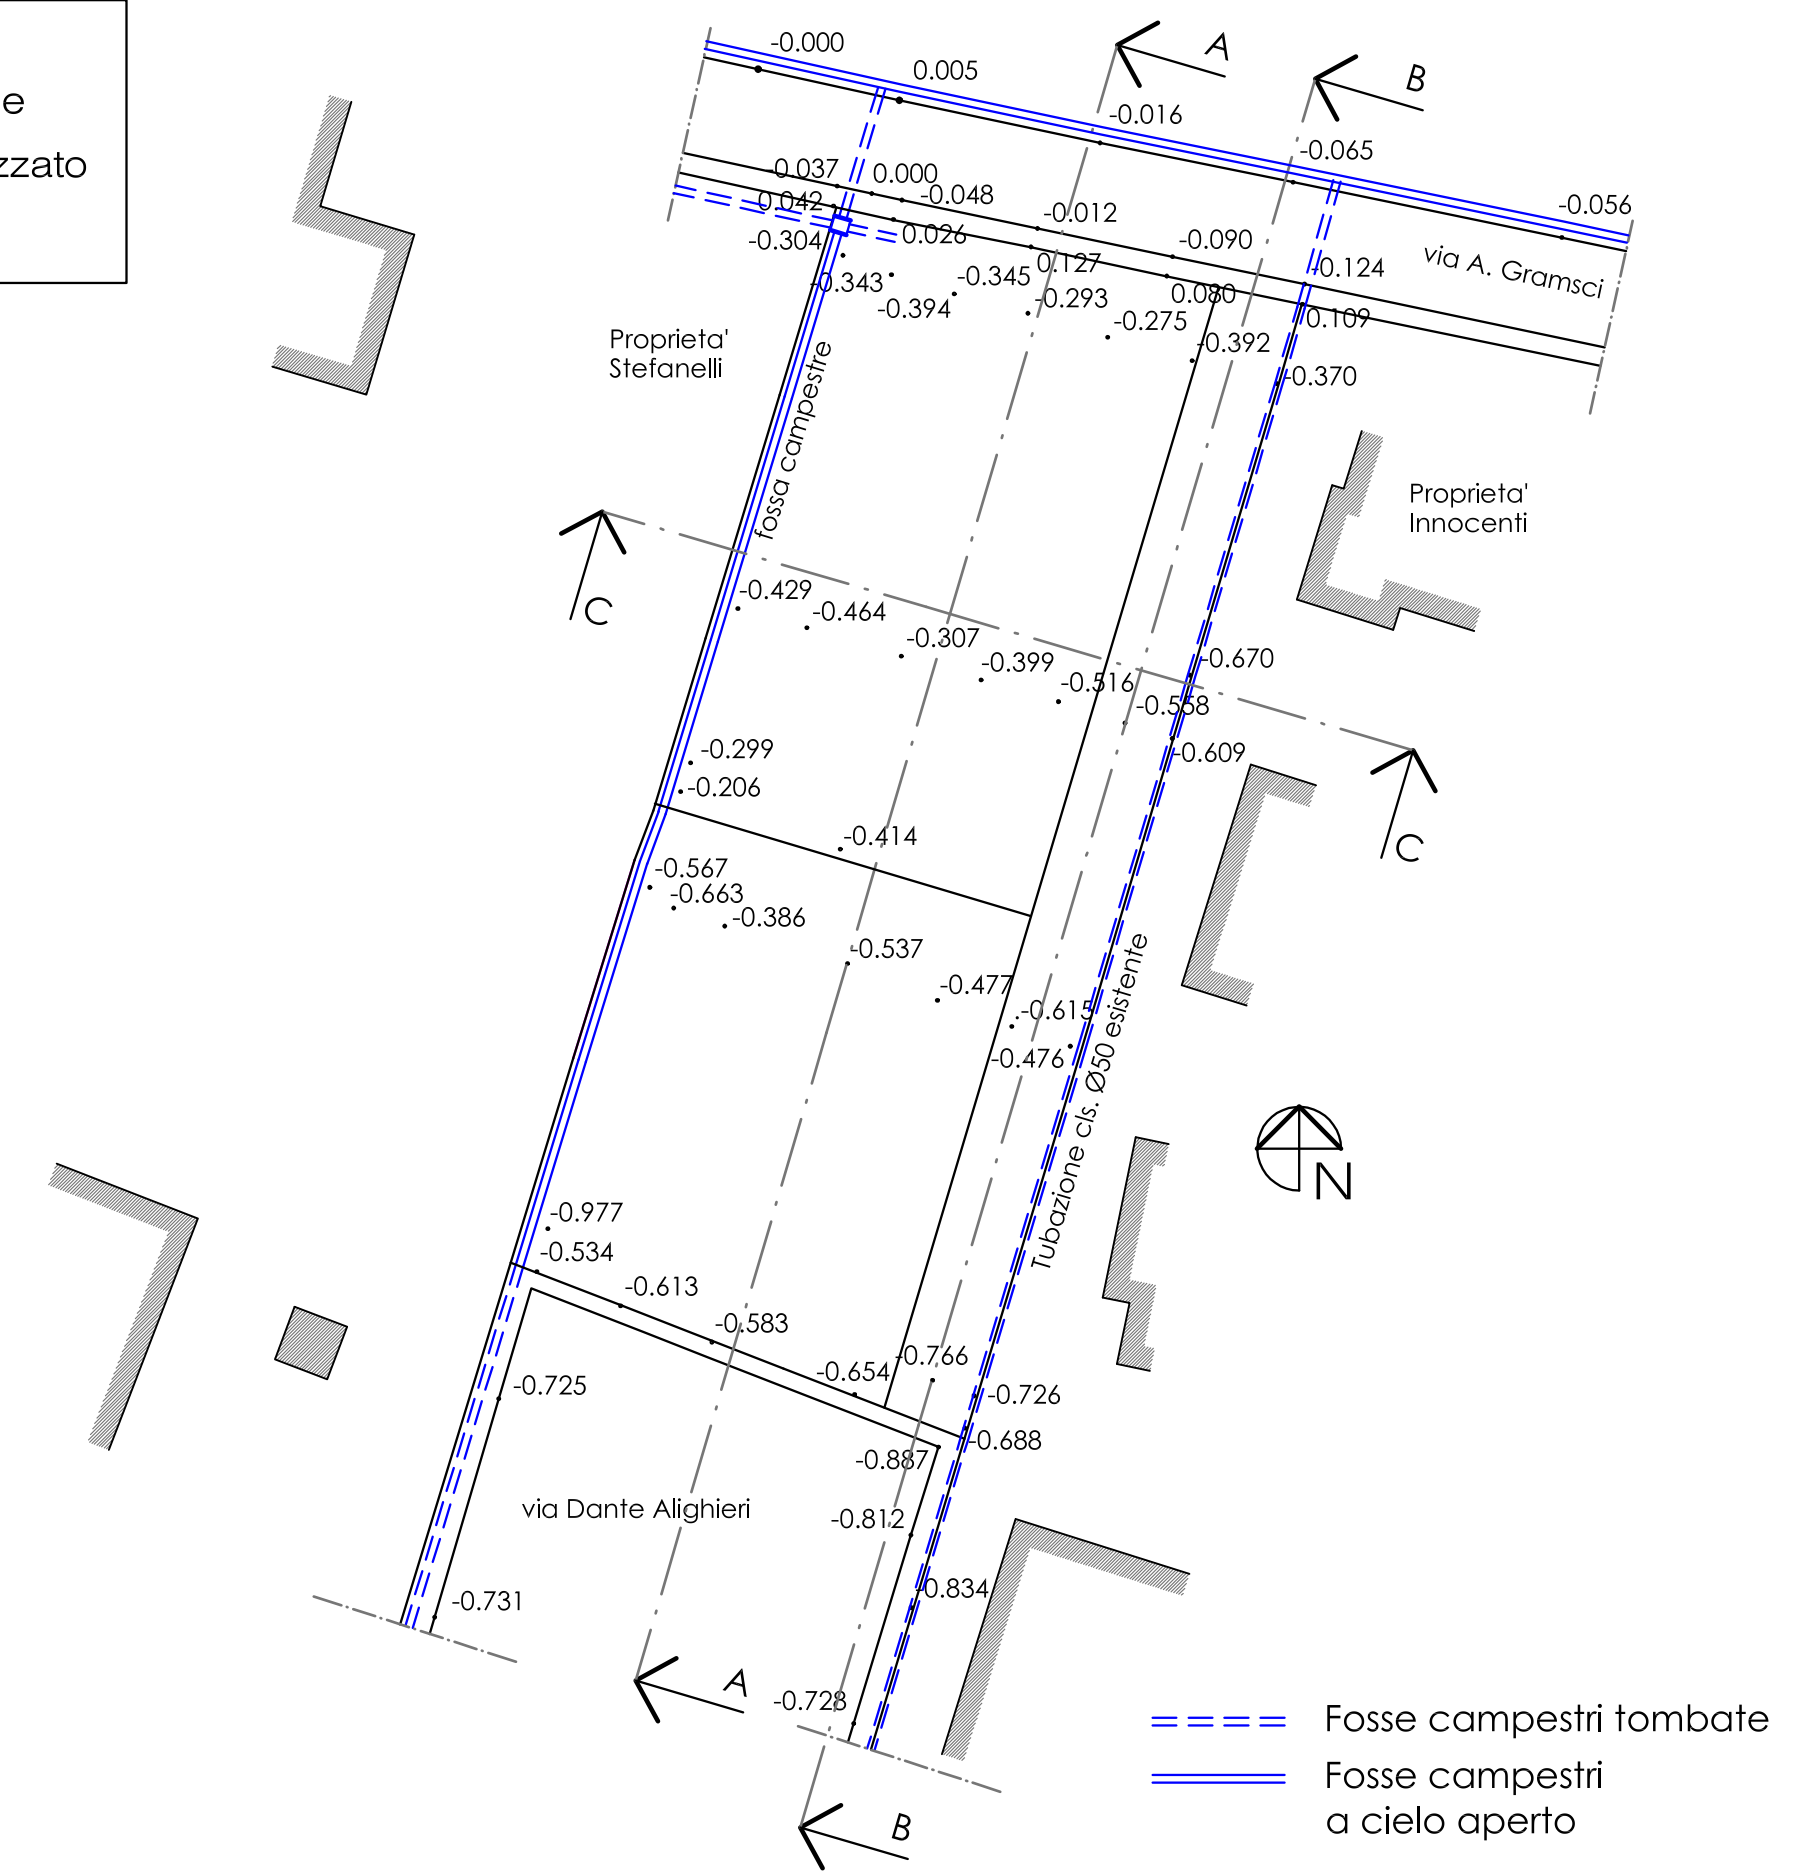 e
zzato
-0.000
0.005
A
B
-0.016
-0.065
-0.056
-0.037
0.000
-0.048
-0.012
-0.090
-0.124
via A. Gramsci
0.042
0.026
0.127
0.080
0.109
-0.304
-0.343
-0.394
-0.345
-0.293
-0.275
-0.392
-0.370
Proprieta'
Stefanelli
fossa campestre
Proprieta'
Innocenti
C
-0.429
-0.464
-0.307
-0.399
-0.516
-0.558
-0.670
-0.609
C
-0.299
-0.206
-0.414
-0.567
-0.663
-0.386
-0.537
-0.477
-0.615
-0.476
Tubazione cls. Ø50 esistente
N
-0.977
-0.534
-0.613
-0.583
-0.654
-0.766
-0.726
-0.688
-0.725
-0.887
via Dante Alighieri
-0.812
-0.731
-0.834
A
-0.728
B
Fosse campestri tombate
Fosse campestri
a cielo aperto